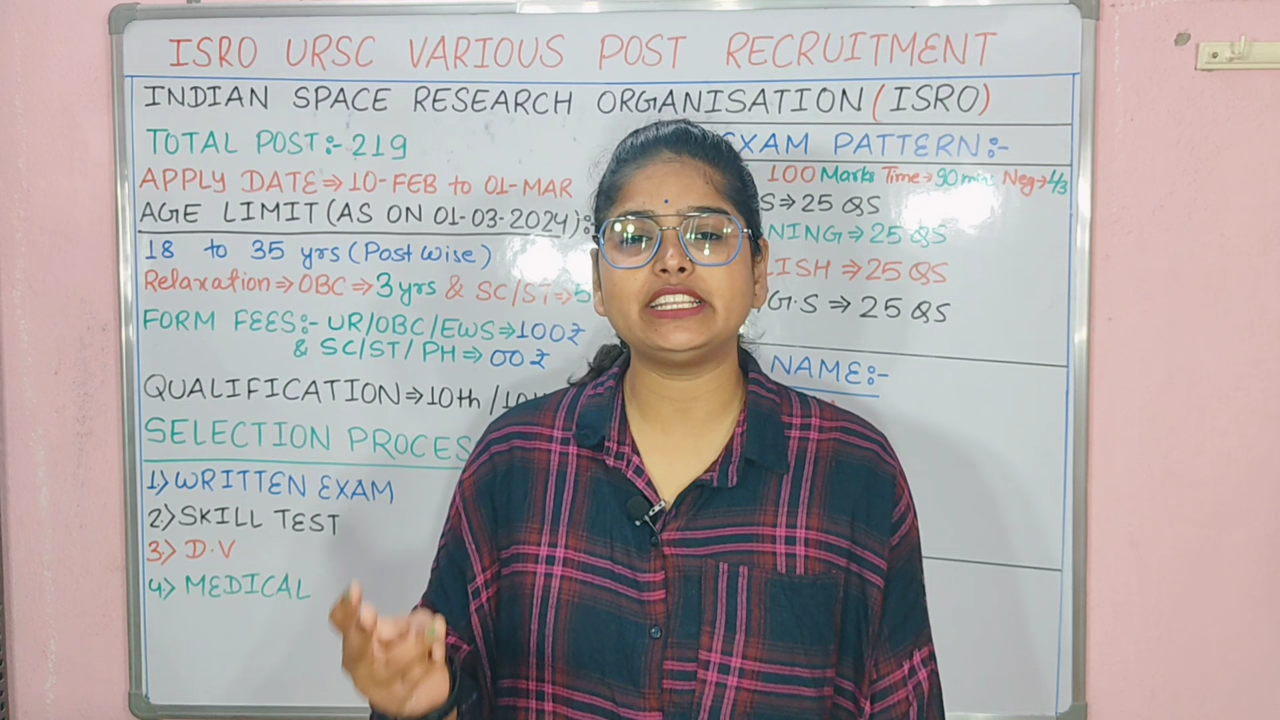 ISRO URSC VARIOUS POST RECRUITMENT
INDIAN SPACE RESEARCH ORGANISATION (ISRO)
TOTAL POST:- 219
APPLY DATE⇒10-FEB to 01-MAR
AGE LIMIT(AS ON 01-03-2024):-
18 to 35 yrs (Post Wise)
Relaxation⇒OBC⇒3yrs & SC/ST⇒5
FORM FEES:- UR/OBC/EWS⇒100₹
& SC/ST/PH⇒00₹
QUALIFICATION⇒10th /
SELECTION PROCES
1.) WRITTEN EXAM
2.) SKILL TEST
3.) D.V
4.) MEDICAL
EXAM PATTERN:-
100 Marks Time→90 mins Neg→1/3
S⇒25 QS
NING⇒25 QS
LISH⇒25 QS
G.S⇒25 QS
NAME:-